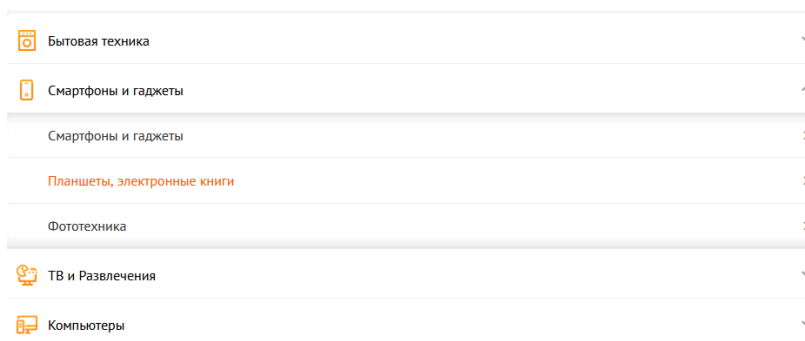 Бытовая техника
Смартфоны и гаджеты
Смартфоны и гаджеты
Планшеты, электронные книги
Фототехника
ТВ и Развлечения
Компьютеры